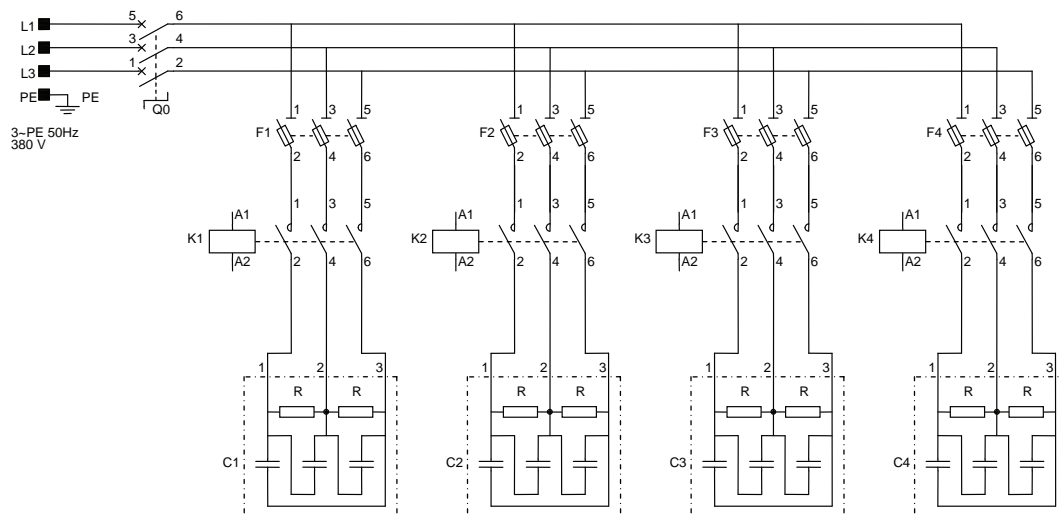 5 6
L1
3 4
L2
1 2
L3
PE PE
Q0
3~PE 50Hz
380 V
1 3 5 1 3 5 1 3 5 1 3 5
F1 F2 F3 F4
2 4 6 2 4 6 2 4 6 2 4 6
1 3 5 1 3 5 1 3 5 1 3 5
A1 A1 A1 A1
K1 K2 K3 K4
A2 2 4 6 A2 2 4 6 A2 2 4 6 A2 2 4 6
1 2 3 1 2 3 1 2 3 1 2 3
R R R R R R R R
C1 C2 C3 C4